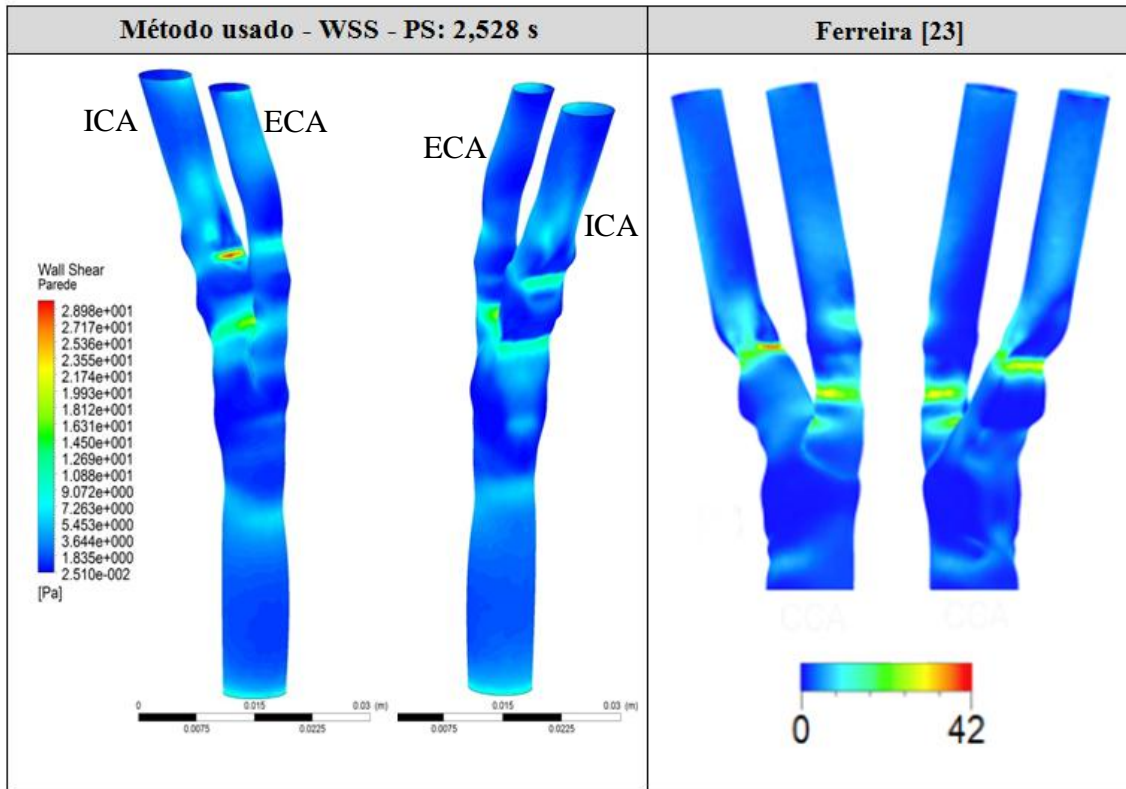 Método usado - WSS - PS: 2,528 s
Ferreira [23]
ICA
ECA
ECA
ICA
Wall Shear
Parede
2.898e+001
2.717e+001
2.536e+001
2.355e+001
2.174e+001
1.993e+001
1.812e+001
1.631e+001
1.450e+001
1.269e+001
1.088e+001
9.072e+000
7.263e+000
5.453e+000
3.644e+000
1.835e+000
2.510e-002
[Pa]
0 0.015 0.03 (m)
0.0075 0.0225
0.015 0.03 (m)
0.0075 0.0225
CCA CCA
0 42